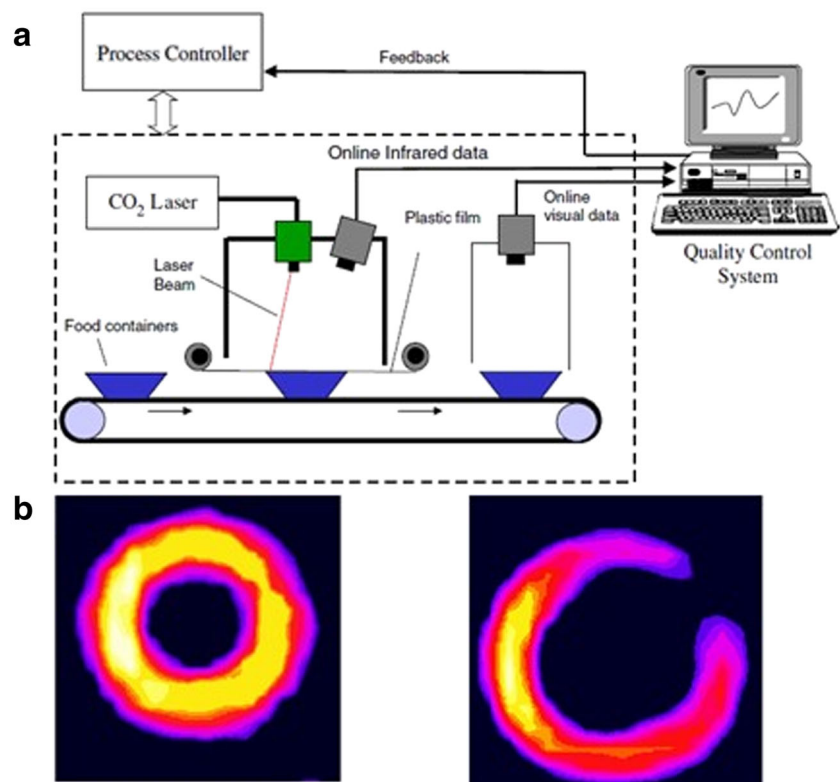 a
Process Controller
Feedback
Online Infrared data
CO₂ Laser
Plastic film
Online
visual data
Quality Control
System
Laser
Beam
Food containers
b